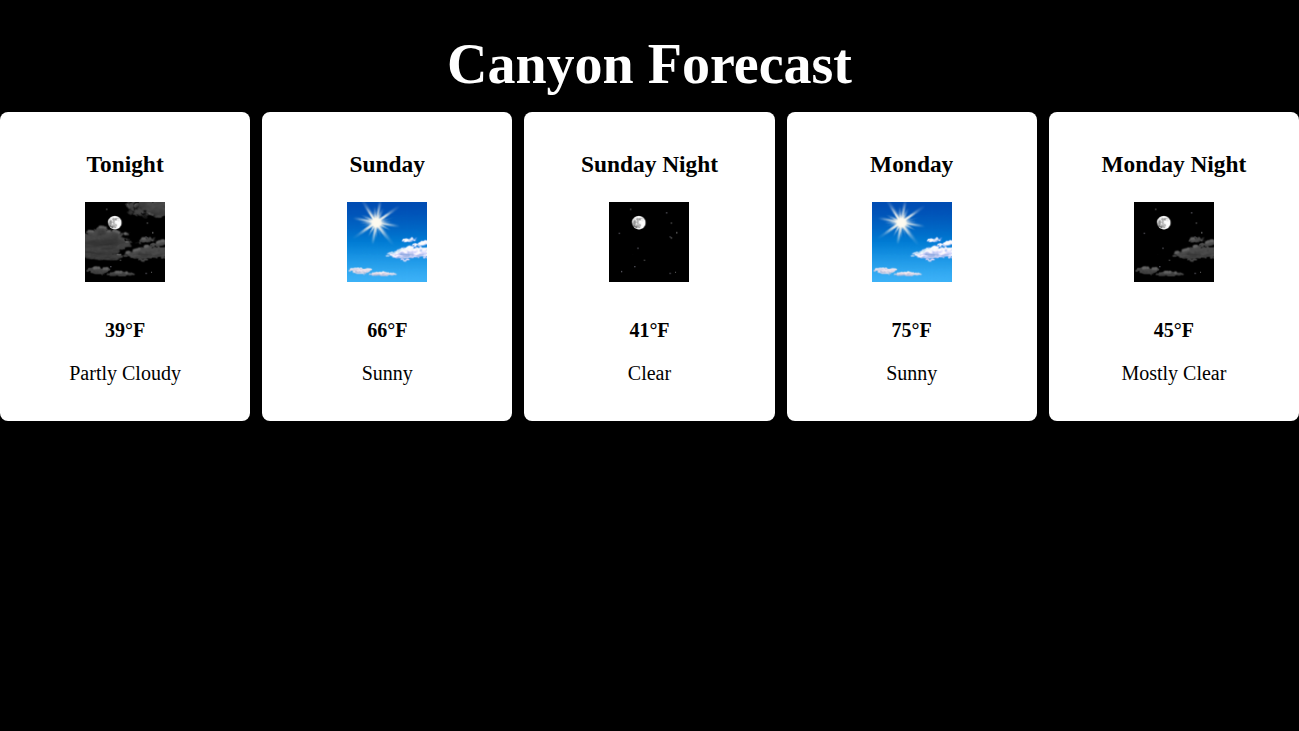 Canyon Forecast
Tonight
39°F
Partly Cloudy
Sunday
66°F
Sunny
Sunday Night
41°F
Clear
Monday
75°F
Sunny
Monday Night
45°F
Mostly Clear